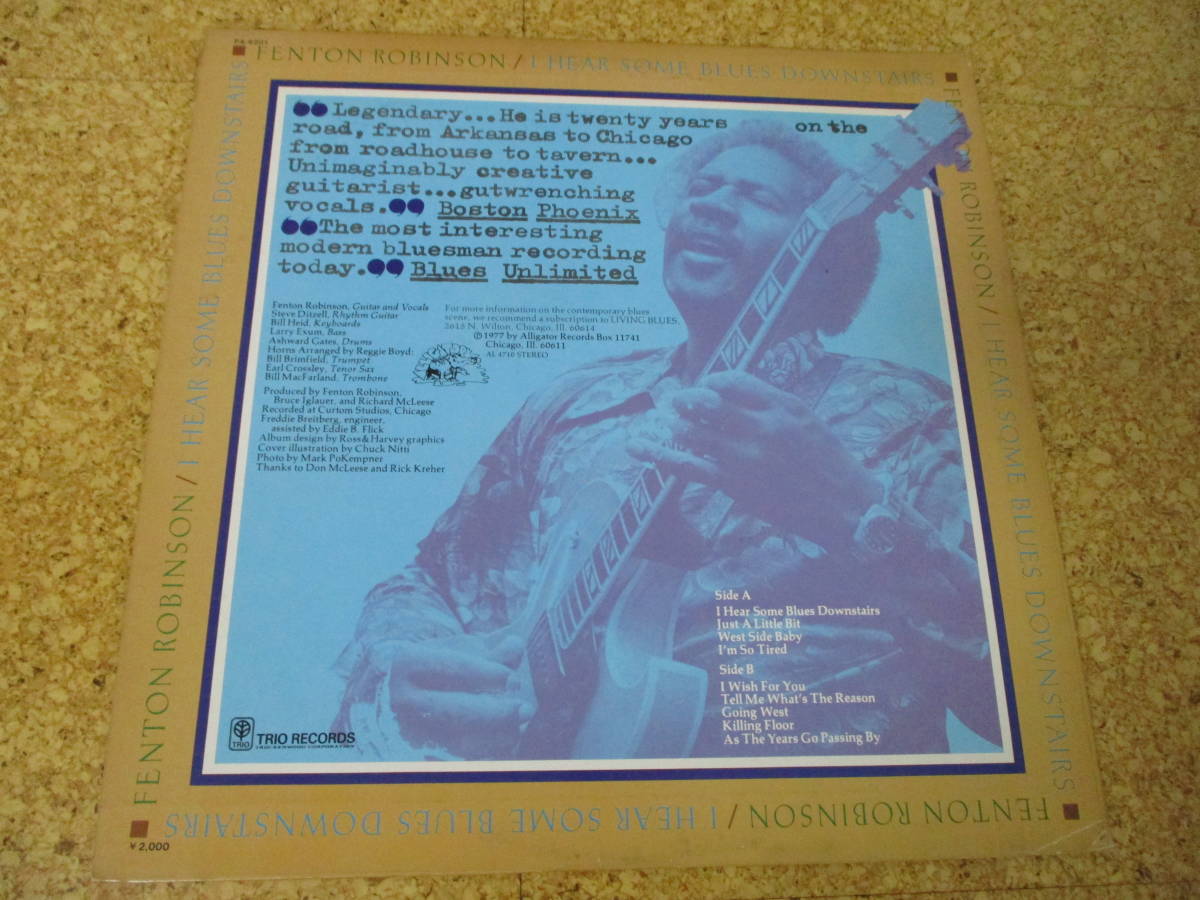 PA-6201
FENTON ROBINSON / I HEAR SOME BLUES DOWNSTAIRS
FENTON ROBINSON / I HEAR SOME BLUES DOWNSTAIRS
FENTON ROBINSON / I HEAR SOME BLUES DOWNSTAIRS
FENTON ROBINSON / I HEAR SOME BLUES DOWNSTAIRS
“Legendary...He is twenty years on the
road, from Arkansas to Chicago
from roadhouse to tavern...
Unimaginably creative
guitarist...gutwrenching
vocals.” Boston Phoenix
“The most interesting
modern bluesman recording
today.” Blues Unlimited
Fenton Robinson, Guitar and Vocals
Steve Ditzell, Rhythm Guitar
Bill Heid, Keyboards
Larry Exum, Bass
Ashward Gates, Drums
Horns Arranged by Reggie Boyd:
Bill Brimfield, Trumpet
Earl Crossley, Tenor Sax
Bill MacFarland, Trombone
Produced by Fenton Robinson,
Bruce Iglauer, and Richard McLeese
Recorded at Curtom Studios, Chicago
Freddie Breitberg, engineer,
assisted by Eddie B. Flick
Album design by Ross&Harvey graphics
Cover illustration by Chuck Nitti
Photo by Mark PoKempner
Thanks to Don McLeese and Rick Kreher
For more information on the contemporary blues
scene, we recommend a subscription to LIVING BLUES,
2615 N. Wilton, Chicago, Ill. 60614
©1977 by Alligator Records Box 11741
Chicago, Ill. 60611
AL 4710 STEREO
Side A
I Hear Some Blues Downstairs
Just A Little Bit
West Side Baby
I'm So Tired
Side B
I Wish For You
Tell Me What's The Reason
Going West
Killing Floor
As The Years Go Passing By
TRIO
TRIO RECORDS
¥2,000